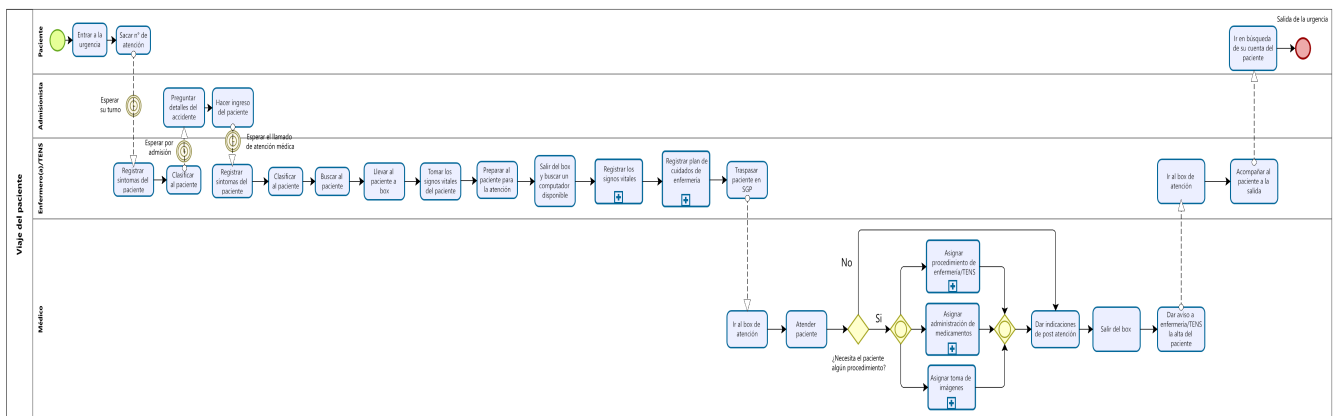 Viaje del paciente
Paciente
Entrar a la
urgencia
Sacar n° de
atención
Salida de la urgencia
Ir en búsqueda
de su cuenta del
paciente
Admisionista
Esperar
su turno
Preguntar
detalles del
accidente
Hacer ingreso
del paciente
Esperar por
admisión
Esperar el llamado
de atención médica
Enfermero(a)/TENS
Registrar
sintomas del
paciente
Clasificar
al paciente
Registrar
sintomas del
paciente
Clasificar
al paciente
Buscar al
paciente
Llevar al
paciente a
box
Tomar los
signos vitales
del paciente
Preparar al
paciente para
la atención
Salir del box
y buscar un
computador
disponible
Registrar los
signos vitales
Registrar plan de
cuidados de
enfermería
Traspasar
paciente en
SGP
Ir al box de
atención
Acompañar al
paciente a la
salida
Médico
Ir al box de
atención
Atender
paciente
¿Necesita el paciente
algún procedimiento?
No
Si
Asignar
procedimiento de
enfermería/TENS
Asignar
administración de
medicamentos
Asignar toma de
imágenes
Dar indicaciones
de post atención
Salir del box
Dar aviso a
enfermería/TENS
la alta del
paciente